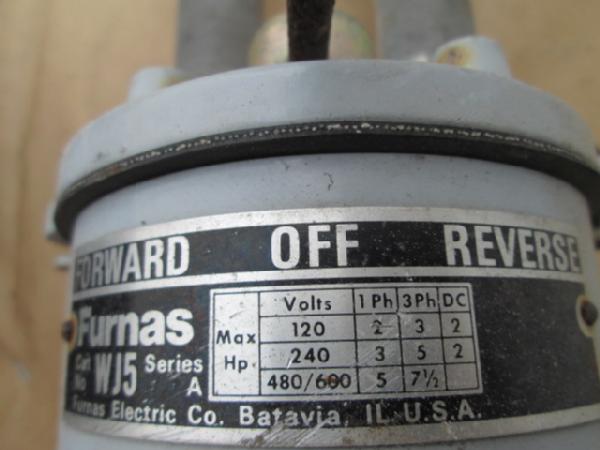 FORWARD OFF REVERSE
Furnas
Cat No WJ5 Series A
Max Hp.
Volts 1 Ph 3 Ph DC
120 2 3 2
240 3 5 2
480/600 5 7½
Furnas Electric Co. Batavia, IL. U.S.A.